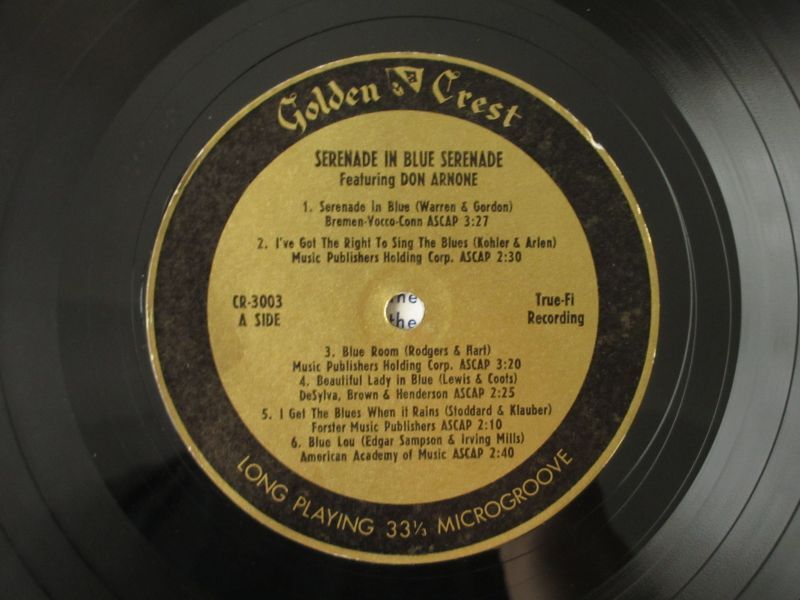 Golden Crest
SERENADE IN BLUE SERENADE
Featuring DON ARNONE
1. Serenade In Blue (Warren & Gordon)
Bremen-Vocco-Conn ASCAP 3:27
2. I've Got The Right To Sing The Blues (Kohler & Arlen)
Music Publishers Holding Corp. ASCAP 2:30
CR-3003
A SIDE
ne
the
True-Fi
Recording
3. Blue Room (Rodgers & Hart)
Music Publishers Holding Corp. ASCAP 3:20
4. Beautiful Lady in Blue (Lewis & Coots)
DeSylva, Brown & Henderson ASCAP 2:25
5. I Get The Blues When it Rains (Stoddard & Klauber)
Forster Music Publishers ASCAP 2:10
6. Blue Lou (Edgar Sampson & Irving Mills)
American Academy of Music ASCAP 2:40
LONG PLAYING 33⅓ MICROGROOVE